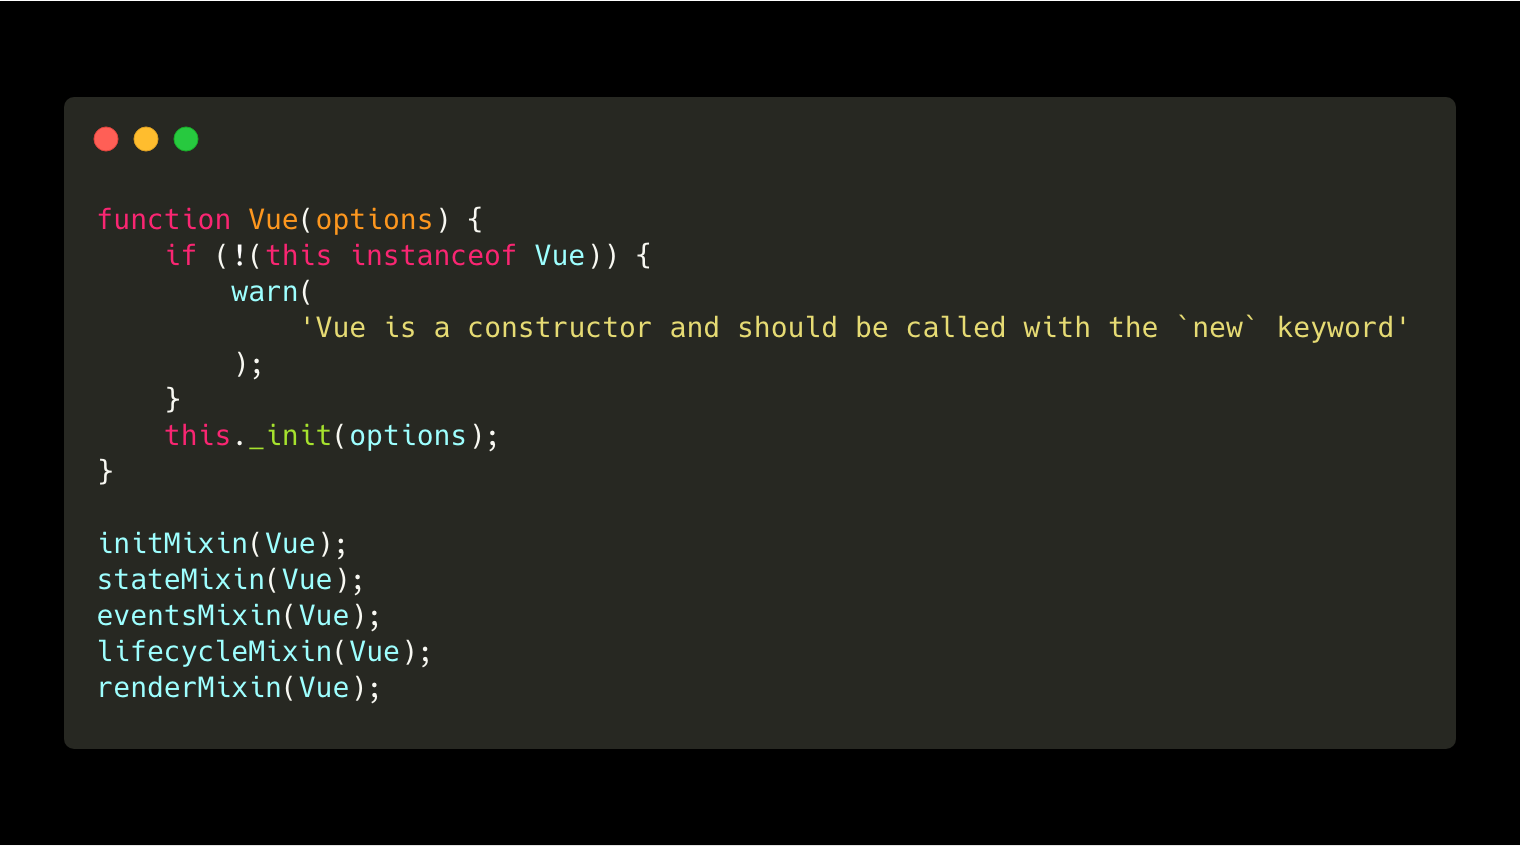 function Vue(options) {
    if (!(this instanceof Vue)) {
        warn(
            'Vue is a constructor and should be called with the `new` keyword'
        );
    }
    this._init(options);
}

initMixin(Vue);
stateMixin(Vue);
eventsMixin(Vue);
lifecycleMixin(Vue);
renderMixin(Vue);